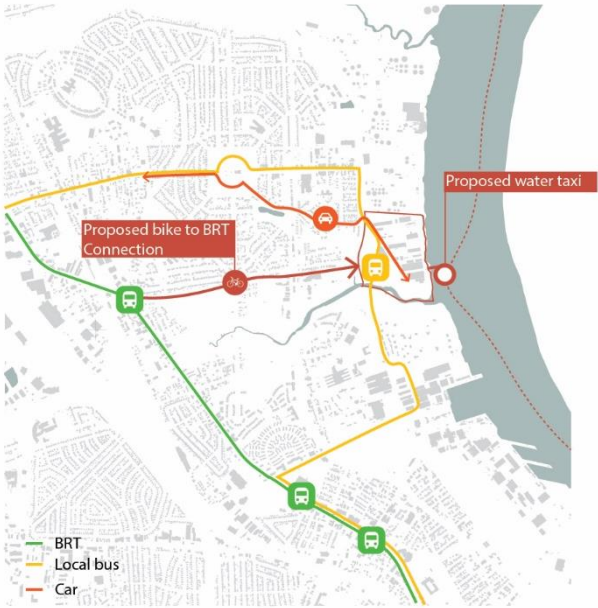 Proposed water taxi
Proposed bike to BRT
Connection
BRT
Local bus
Car